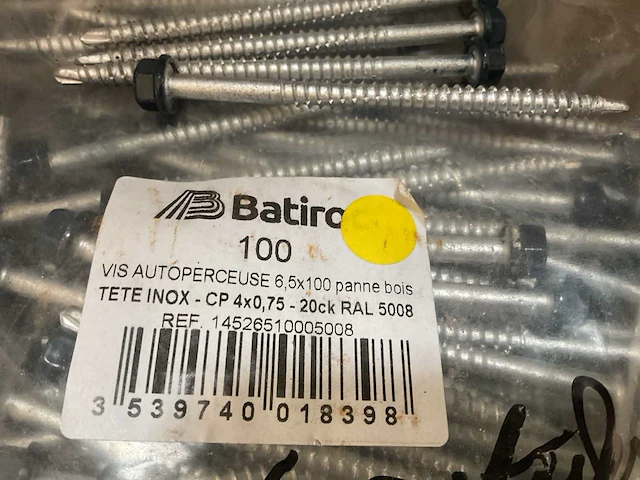 Batiro
100
VIS AUTOPERCEUSE 6,5x100 panne bois
TETE INOX - CP 4x0,75 - 20ck RAL 5008
REF. 14526510005008
3 539740 018398